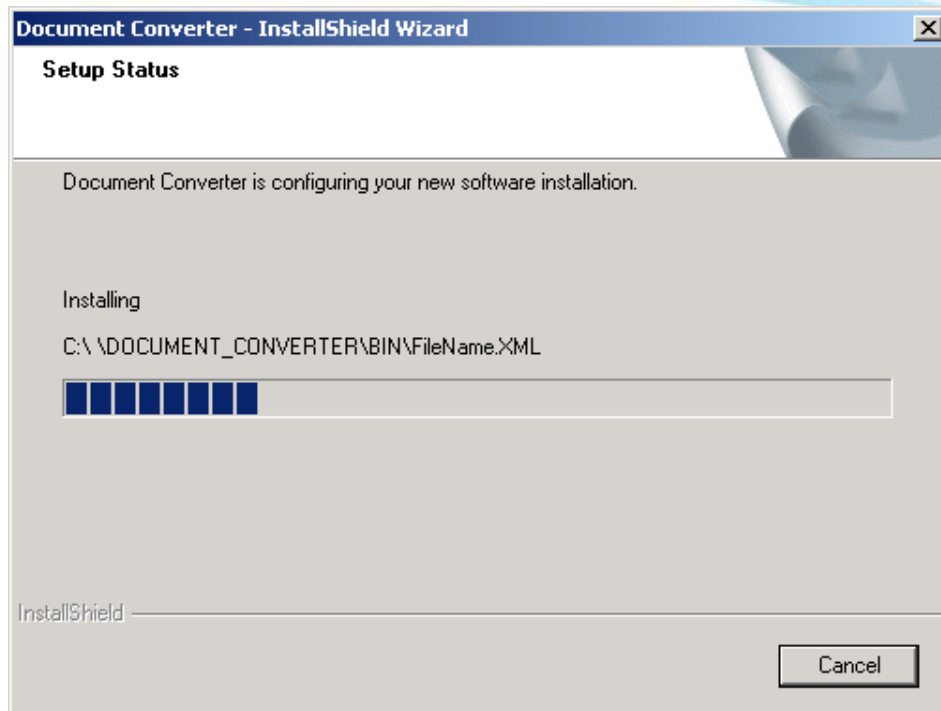 Document Converter - InstallShield Wizard
Setup Status
Document Converter is configuring your new software installation.
Installing
C:\ \DOCUMENT_CONVERTER\BIN\FileName.XML
InstallShield
Cancel